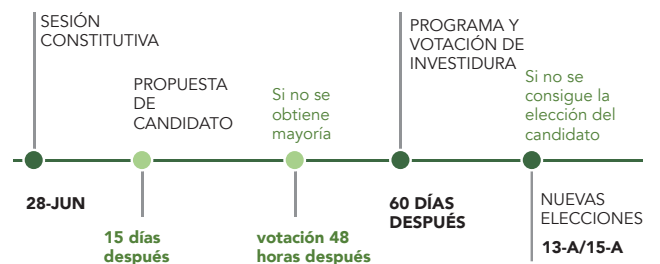 SESIÓN
CONSTITUTIVA
PROPUESTA
DE
CANDIDATO
Si no se
obtiene
mayoría
PROGRAMA Y
VOTACIÓN DE
INVESTIDURA
Si no se
consigue la
elección del
candidato
28-JUN
15 días
después
votación 48
horas después
60 DÍAS
DESPUÉS
NUEVAS
ELECCIONES
13-A/15-A